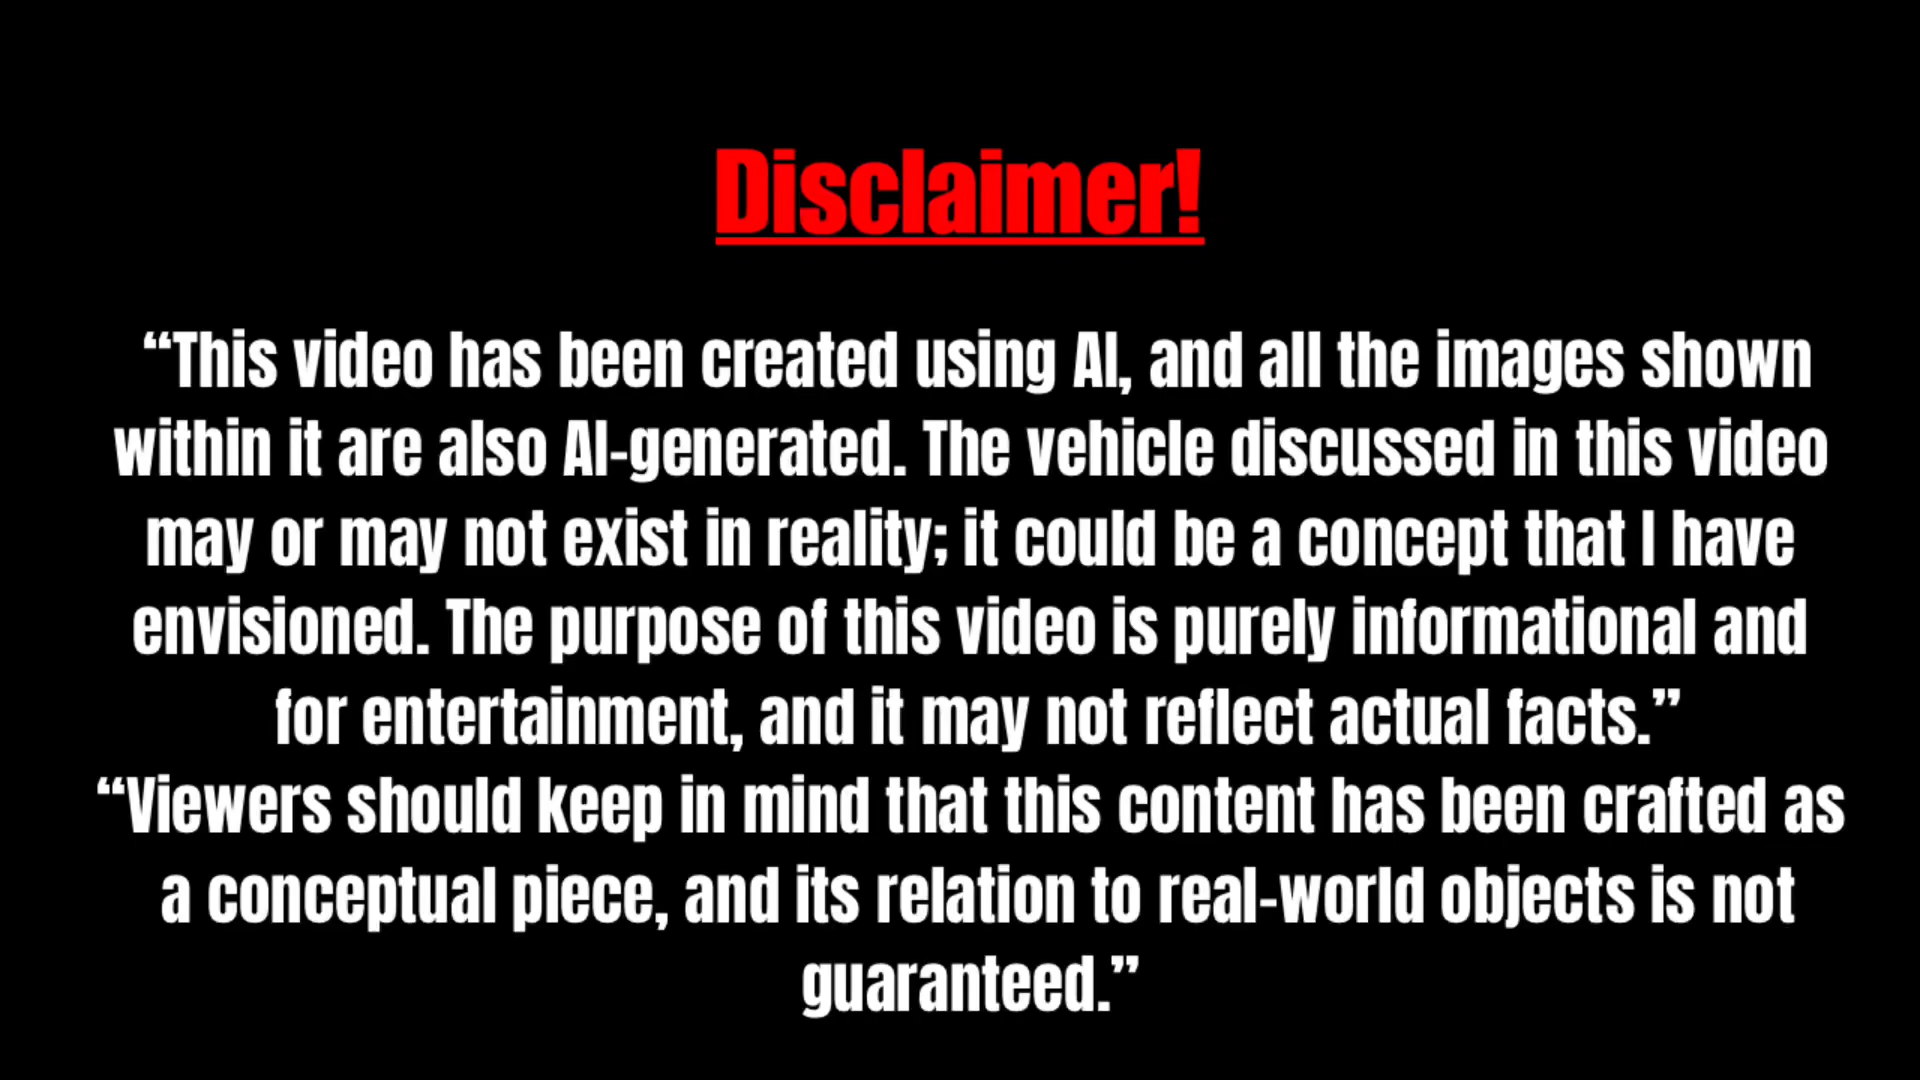 Disclaimer!
“This video has been created using AI, and all the images shown
within it are also AI-generated. The vehicle discussed in this video
may or may not exist in reality; it could be a concept that I have
envisioned. The purpose of this video is purely informational and
for entertainment, and it may not reflect actual facts.”
“Viewers should keep in mind that this content has been crafted as
a conceptual piece, and its relation to real-world objects is not
guaranteed.”